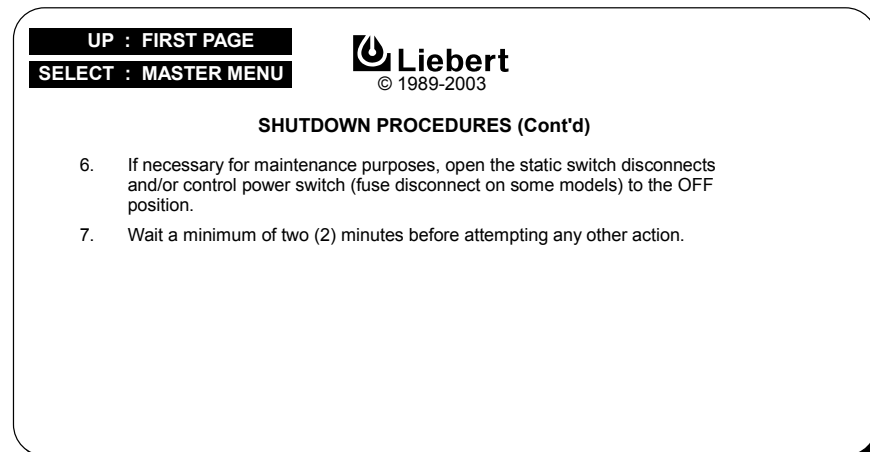 UP : FIRST PAGE
SELECT : MASTER MENU
Liebert
© 1989-2003
SHUTDOWN PROCEDURES (Cont'd)
6. If necessary for maintenance purposes, open the static switch disconnects
and/or control power switch (fuse disconnect on some models) to the OFF
position.
7. Wait a minimum of two (2) minutes before attempting any other action.